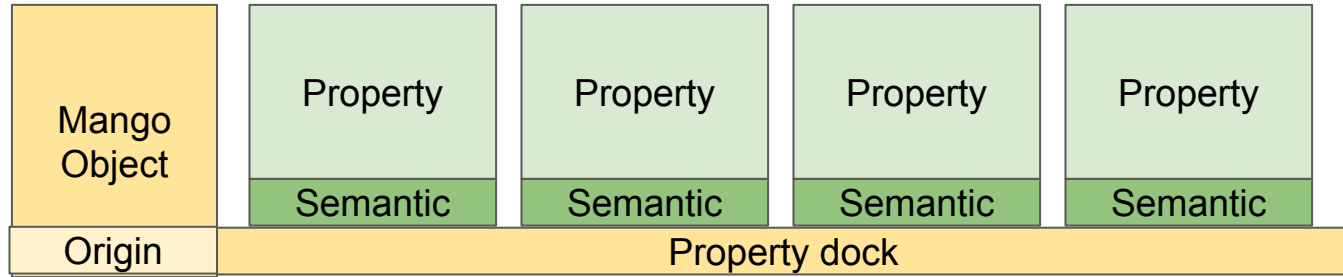 Mango
Object
Property
Property
Property
Property
Semantic
Semantic
Semantic
Semantic
Origin
Property dock